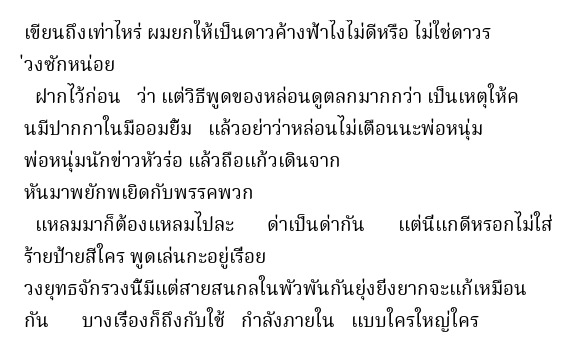 เขียนถึงเท่าไหร่ ผมยกให้เป็นดาวค้างฟ้าไงไม่ดีหรือ ไม่ใช่ดาวร
่วงซักหน่อย
ฝากไว้ก่อน ว่า แต่วิธีพูดของหล่อนดูตลกมากกว่า เป็นเหตุให้ค
นมีปากกาในมืออมยิ้ม แล้วอย่าว่าหล่อนไม่เตือนนะพ่อหนุ่ม
พ่อหนุ่มนักข่าวหัวร่อ แล้วถือแก้วเดินจาก
หันมาพยักพเยิดกับพรรคพวก
แหลมมาก็ต้องแหลมไปละ ด่าเป็นด่ากัน แต่นีแกดีหรอกไม่ใส่
ร้ายป้ายสีใคร พูดเล่นกะอยู่เรือย
วงยุทธจักรวงนี้มีแต่สายสนกลในพัวพันกันยุ่งยีงยากจะแก้เหมือน
กัน บางเรืองก็ถึงกับใช้ กำลังภายใน แบบใครใหญ่ใคร